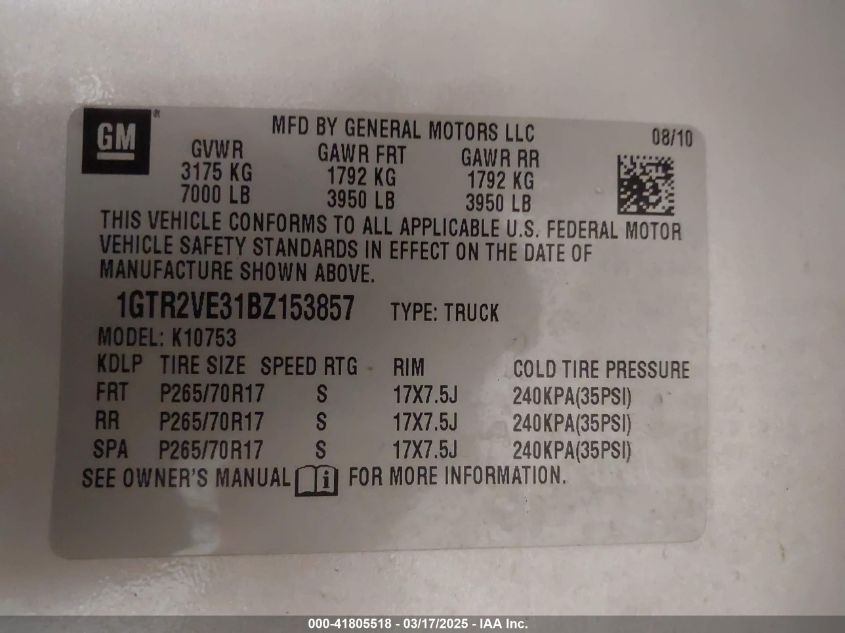 GM®
MFD BY GENERAL MOTORS LLC
08/10
GVWR GAWR FRT GAWR RR
3175 KG 1792 KG 1792 KG
7000 LB 3950 LB 3950 LB
THIS VEHICLE CONFORMS TO ALL APPLICABLE U.S. FEDERAL MOTOR
VEHICLE SAFETY STANDARDS IN EFFECT ON THE DATE OF
MANUFACTURE SHOWN ABOVE.
1GTR2VE31BZ153857 TYPE: TRUCK
MODEL: K10753
KDLP TIRE SIZE SPEED RTG RIM COLD TIRE PRESSURE
FRT P265/70R17 S 17X7.5J 240KPA(35PSI)
RR P265/70R17 S 17X7.5J 240KPA(35PSI)
SPA P265/70R17 S 17X7.5J 240KPA(35PSI)
SEE OWNER'S MANUAL i FOR MORE INFORMATION.
000-41805518 - 03/17/2025 - IAA Inc.